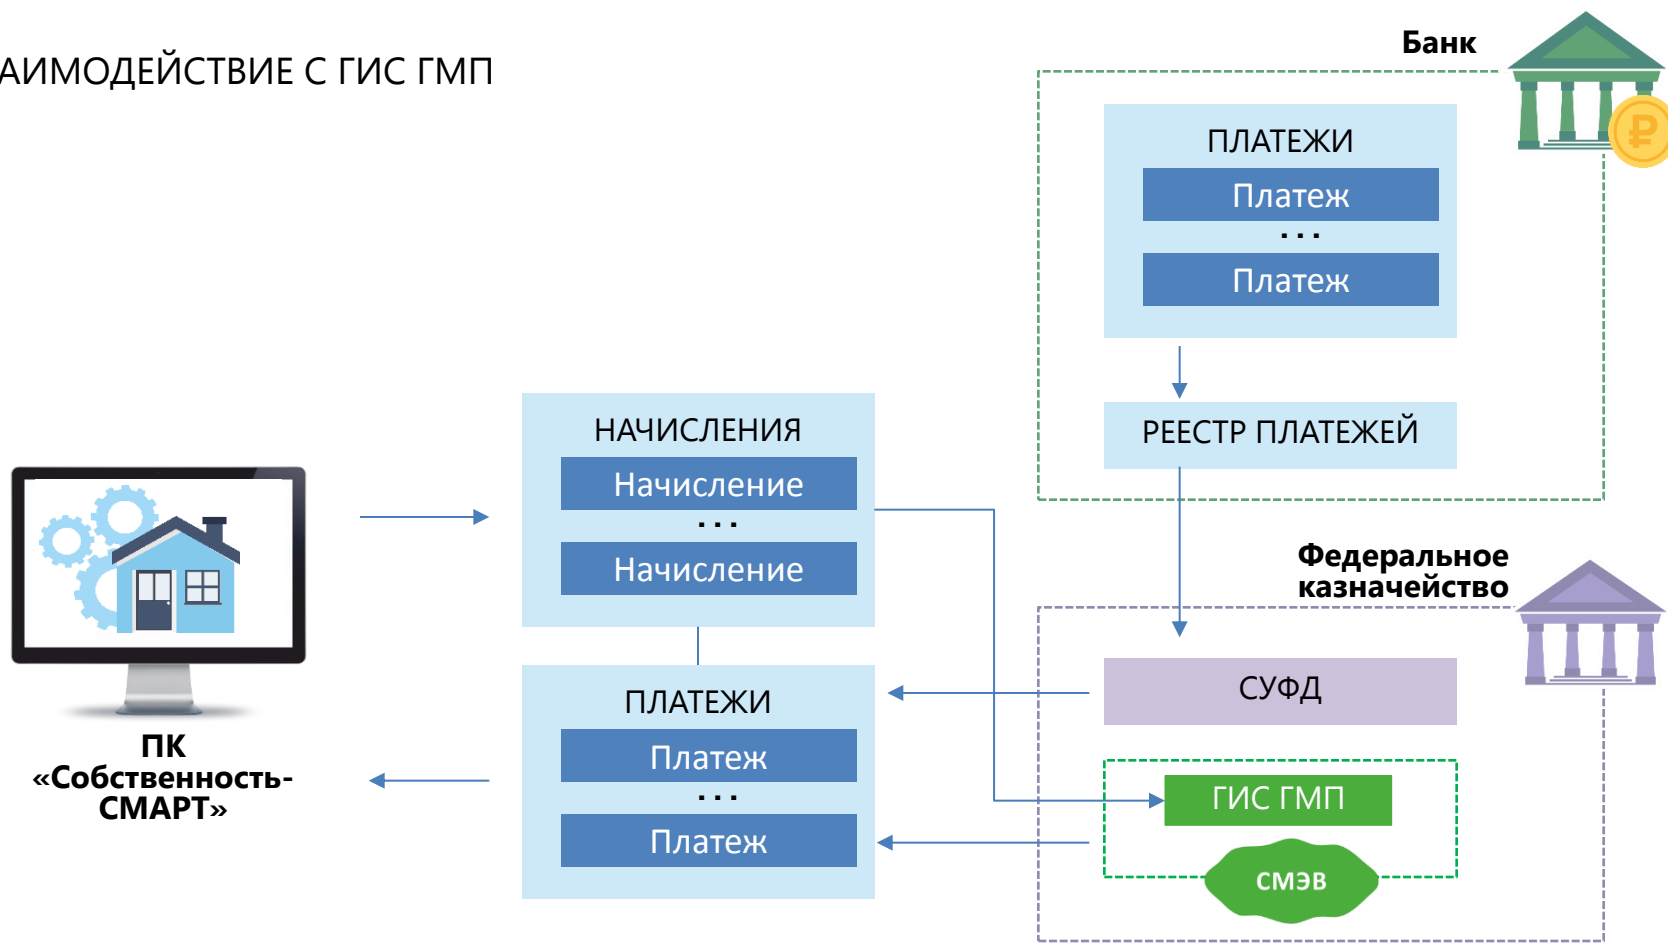 АИМОДЕЙСТВИЕ С ГИС ГМП
Банк
ПЛАТЕЖИ
Платеж
...
Платеж
РЕЕСТР ПЛАТЕЖЕЙ
НАЧИСЛЕНИЯ
Начисление
...
Начисление
ПЛАТЕЖИ
Платеж
...
Платеж
ПК
«Собственность-
СМАРТ»
Федеральное
казначейство
СУФД
ГИС ГМП
СМЭВ